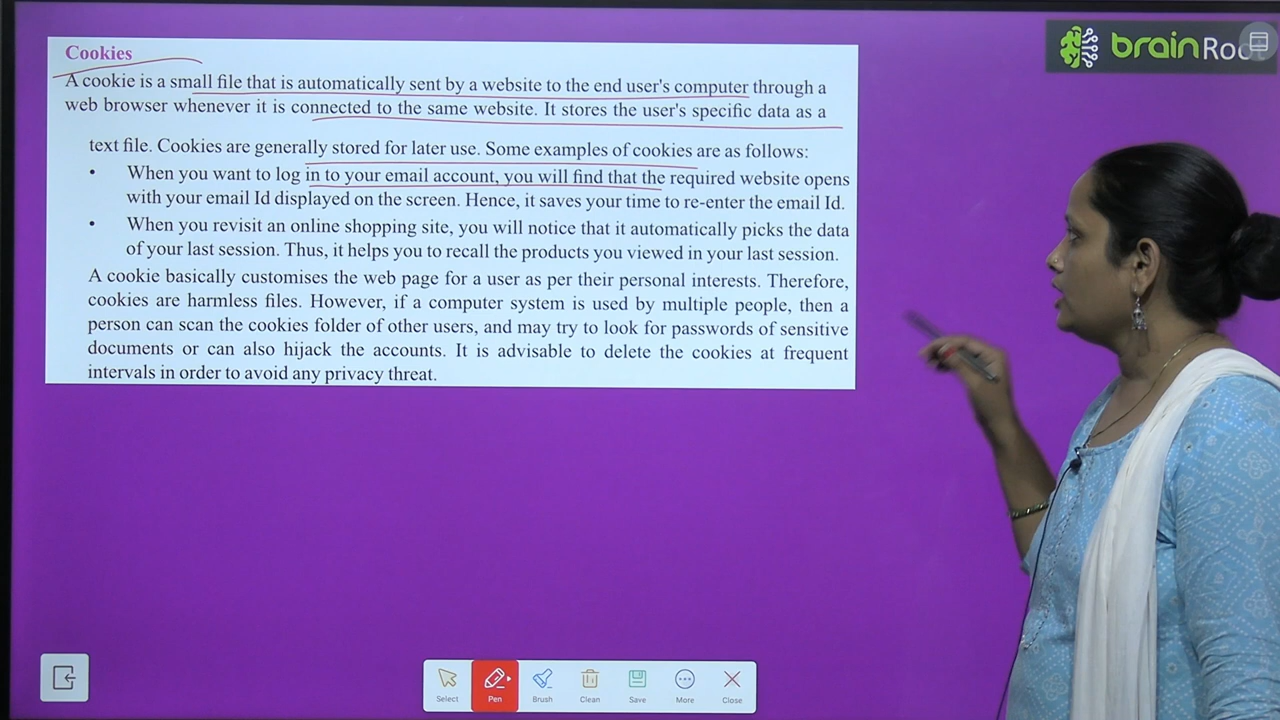 Cookies
A cookie is a small file that is automatically sent by a website to the end user's computer through a
web browser whenever it is connected to the same website. It stores the user's specific data as a
text file. Cookies are generally stored for later use. Some examples of cookies are as follows:
• When you want to log in to your email account, you will find that the required website opens
with your email Id displayed on the screen. Hence, it saves your time to re-enter the email Id.
• When you revisit an online shopping site, you will notice that it automatically picks the data
of your last session. Thus, it helps you to recall the products you viewed in your last session.
A cookie basically customises the web page for a user as per their personal interests. Therefore,
cookies are harmless files. However, if a computer system is used by multiple people, then a
person can scan the cookies folder of other users, and may try to look for passwords of sensitive
documents or can also hijack the accounts. It is advisable to delete the cookies at frequent
intervals in order to avoid any privacy threat.
brain
Select Pen Brush Clean Save More Close